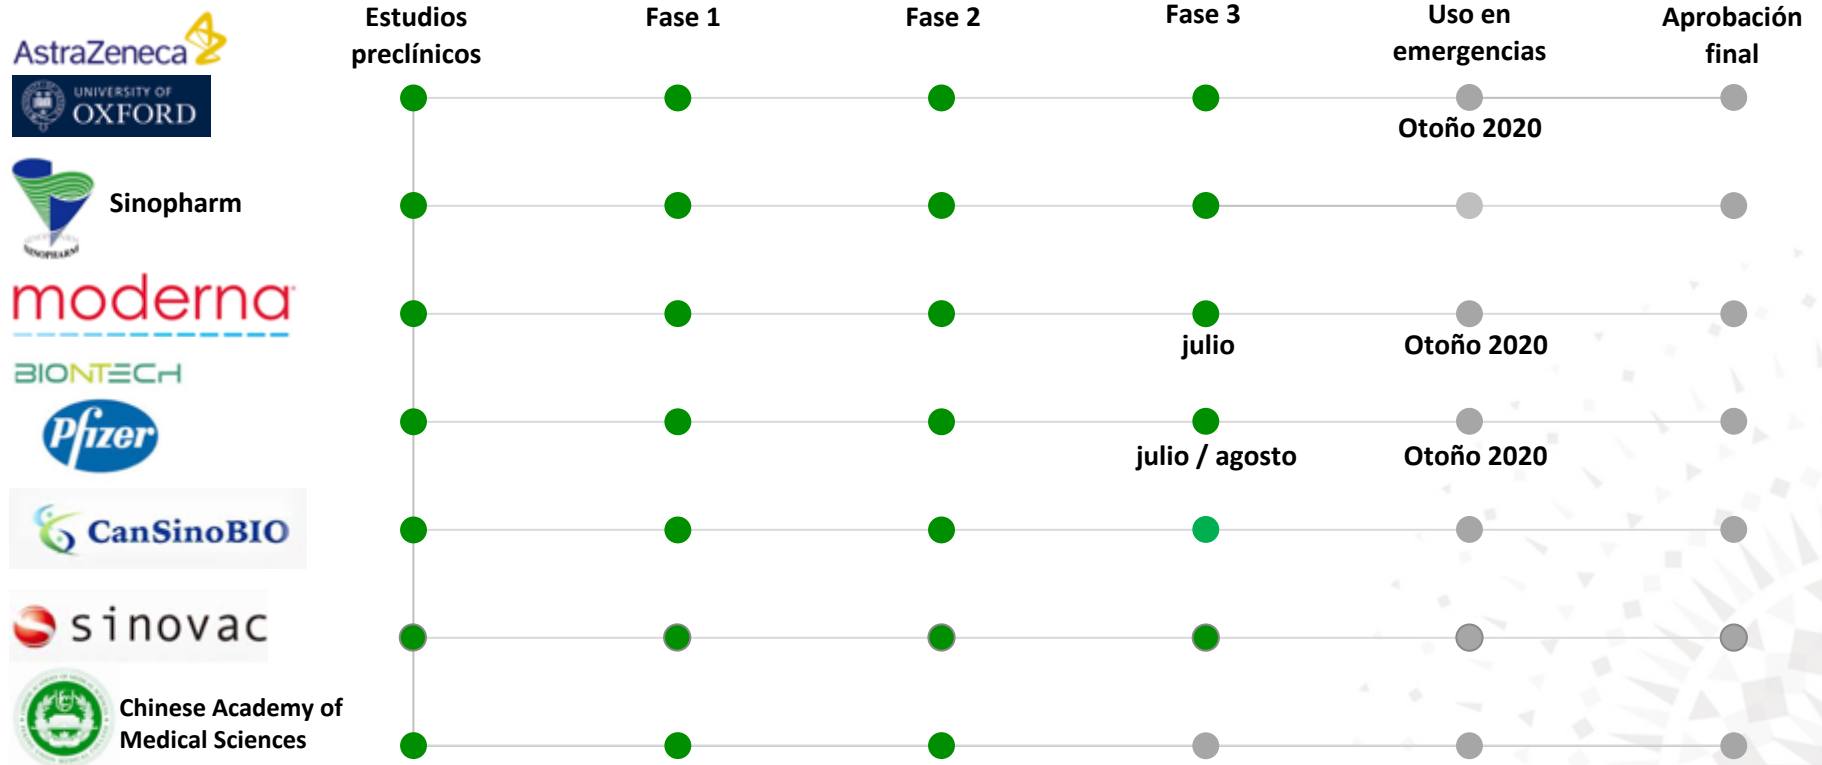 Estudios
preclínicos
Fase 1
Fase 2
Fase 3
Uso en
emergencias
Aprobación
final
AstraZeneca
UNIVERSITY OF
OXFORD
Otoño 2020
Sinopharm
SINOPHARM
moderna
julio
Otoño 2020
BIONTECH
Pfizer
julio / agosto
Otoño 2020
CanSinoBIO
sinovac
Chinese Academy of
Medical Sciences